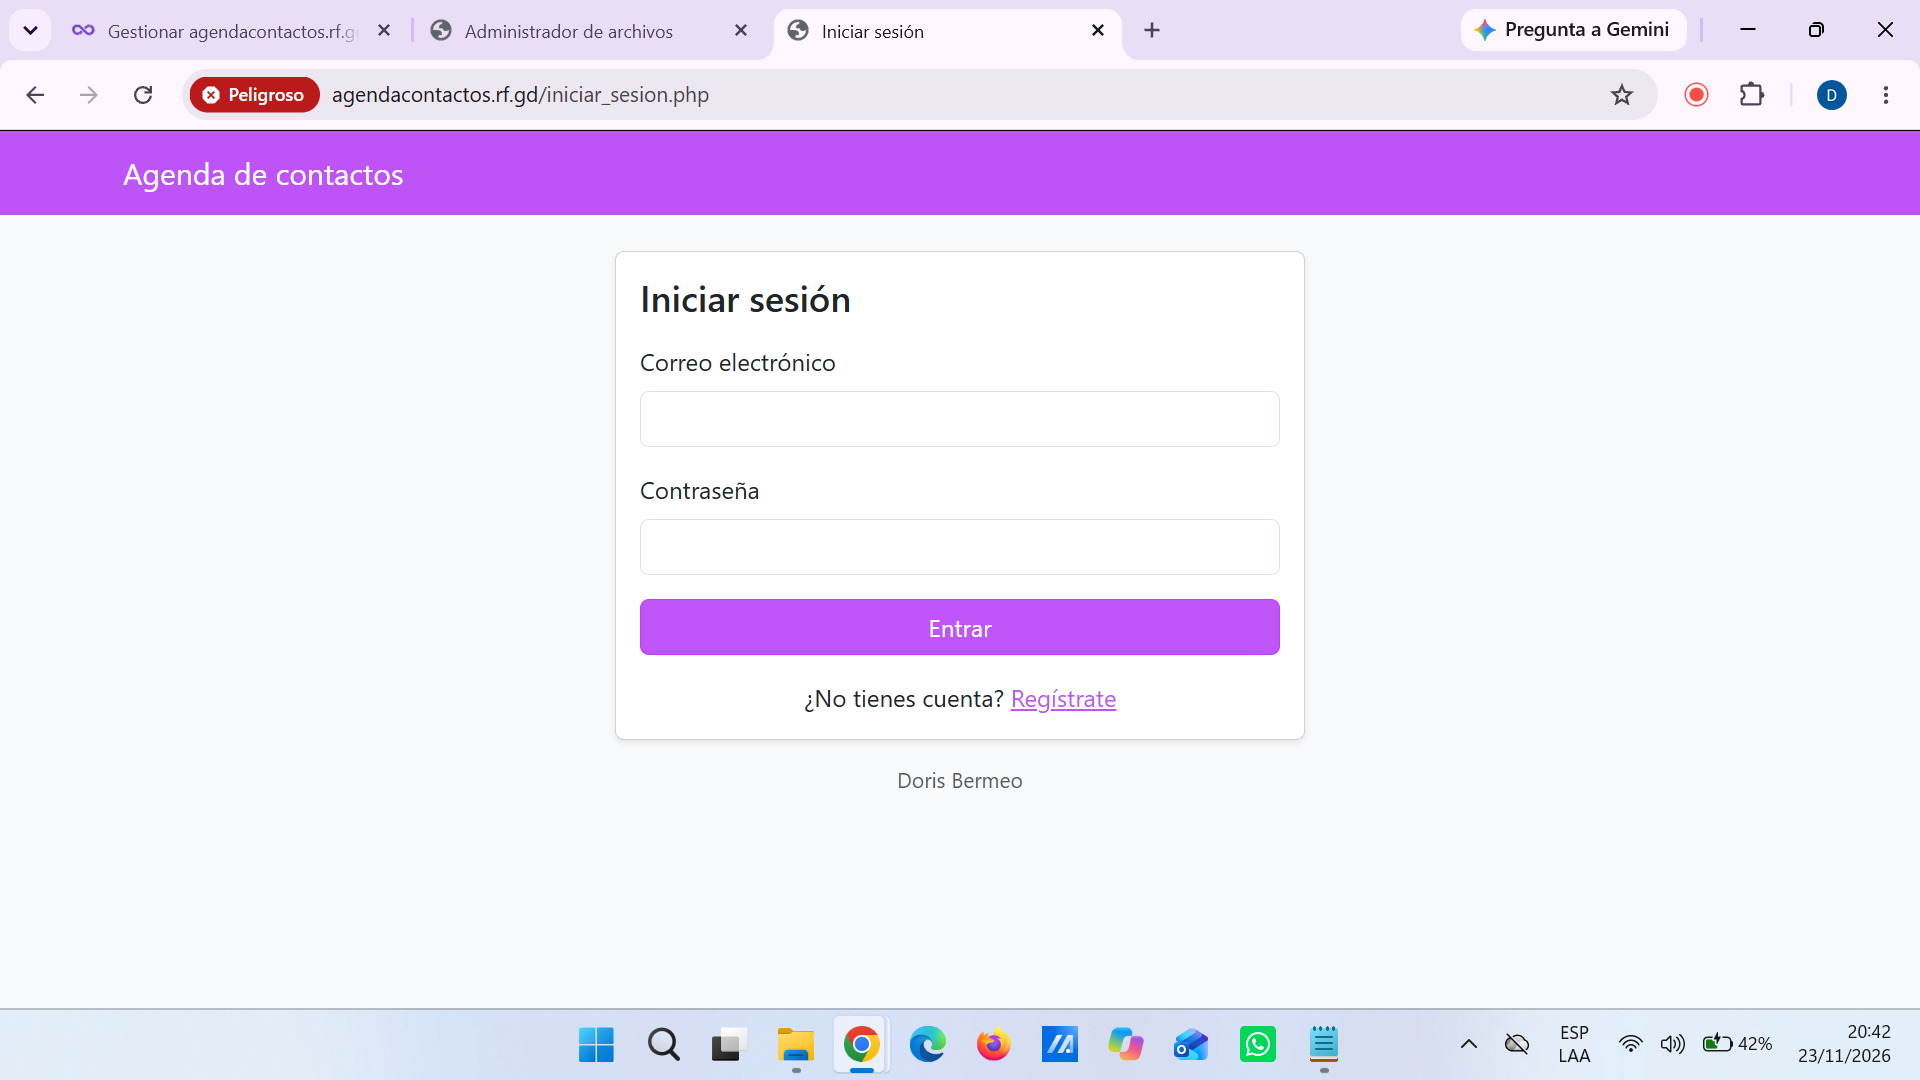 Gestionar agendacontactos.rf.g
Administrador de archivos
Iniciar sesión
Pregunta a Gemini
Peligroso
agendacontactos.rf.gd/iniciar_sesion.php
D
Agenda de contactos
Iniciar sesión
Correo electrónico
Contraseña
Entrar
¿No tienes cuenta? Regístrate
Doris Bermeo
ESP
LAA
42%
20:42
23/11/2026